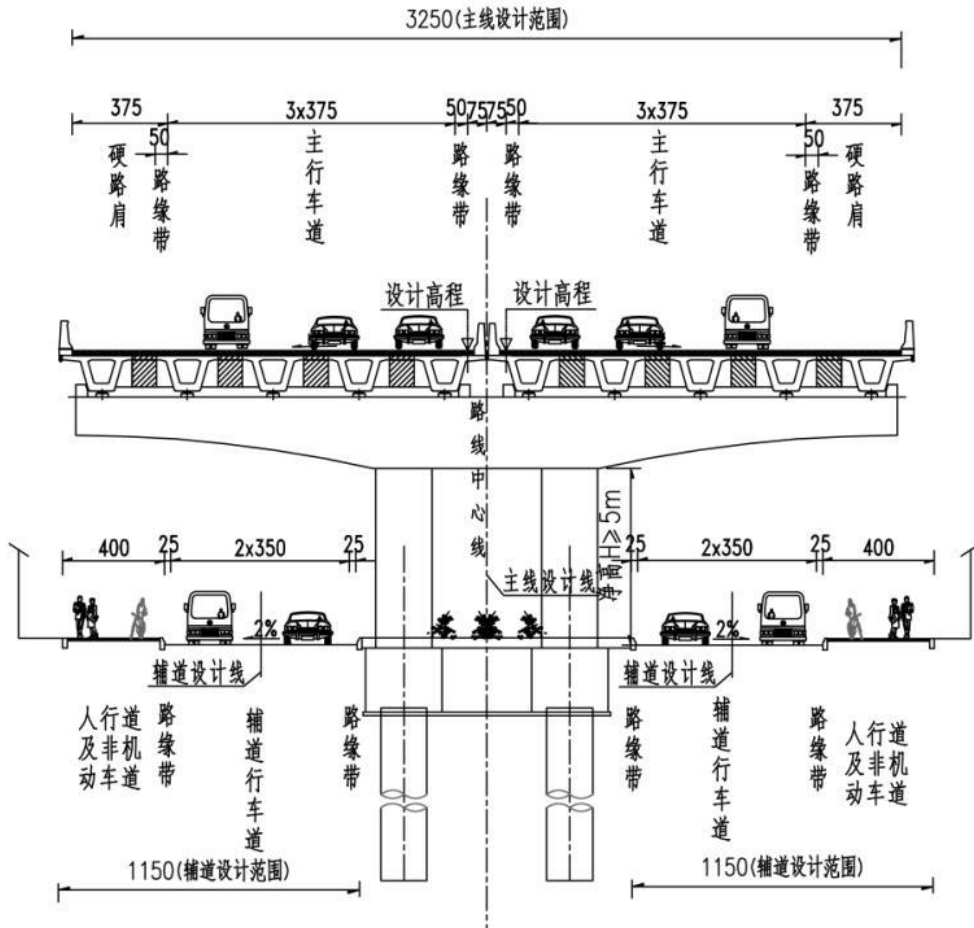 3250(主线设计范围)
375
3x375
50
75
75
50
3x375
375
50
50
硬路肩
路缘带
主行车道
路缘带
路缘带
主行车道
路缘带
硬路肩
设计高程
设计高程
路线中心线
净高H≥5m
400
25
2x350
25
25
2x350
25
400
主线设计线
2%
2%
辅道设计线
辅道设计线
人行道
及非机
动车道
路缘带
辅道行车道
路缘带
路缘带
辅道行车道
路缘带
人行道
及非机
动车道
1150(辅道设计范围)
1150(辅道设计范围)